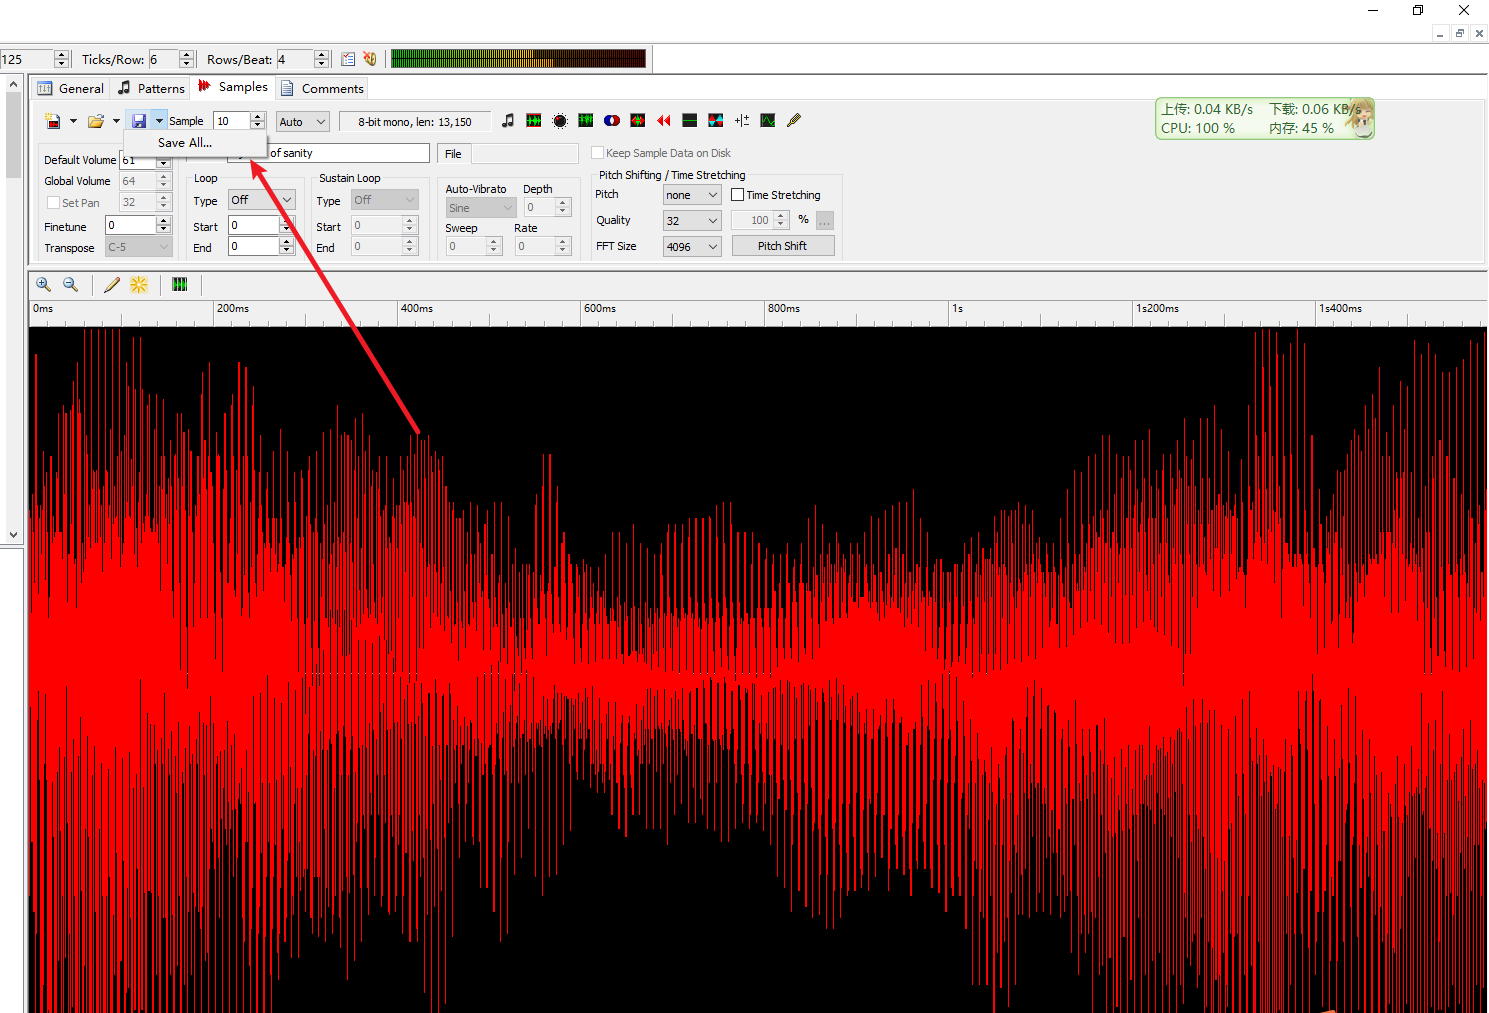 125 Ticks/Row: 6 Rows/Beat: 4
General Patterns Samples Comments
上传: 0.04 KB/s 下载: 0.06 KB/s
CPU: 100 % 内存: 45 %
Sample 10 Auto 8-bit mono, len: 13,150
Save All...
of sanity File Keep Sample Data on Disk
Default Volume 61
Global Volume 64
Set Pan 32
Finetune 0
Transpose C-5
Loop
Type Off
Start 0
End 0
Sustain Loop
Type Off
Start 0
End 0
Auto-Vibrato Depth
Sine 0
Sweep Rate
0 0
Pitch Shifting / Time Stretching
Pitch none Time Stretching
Quality 32 100 % ...
FFT Size 4096 Pitch Shift
0ms 200ms 400ms 600ms 800ms 1s 1s200ms 1s400ms